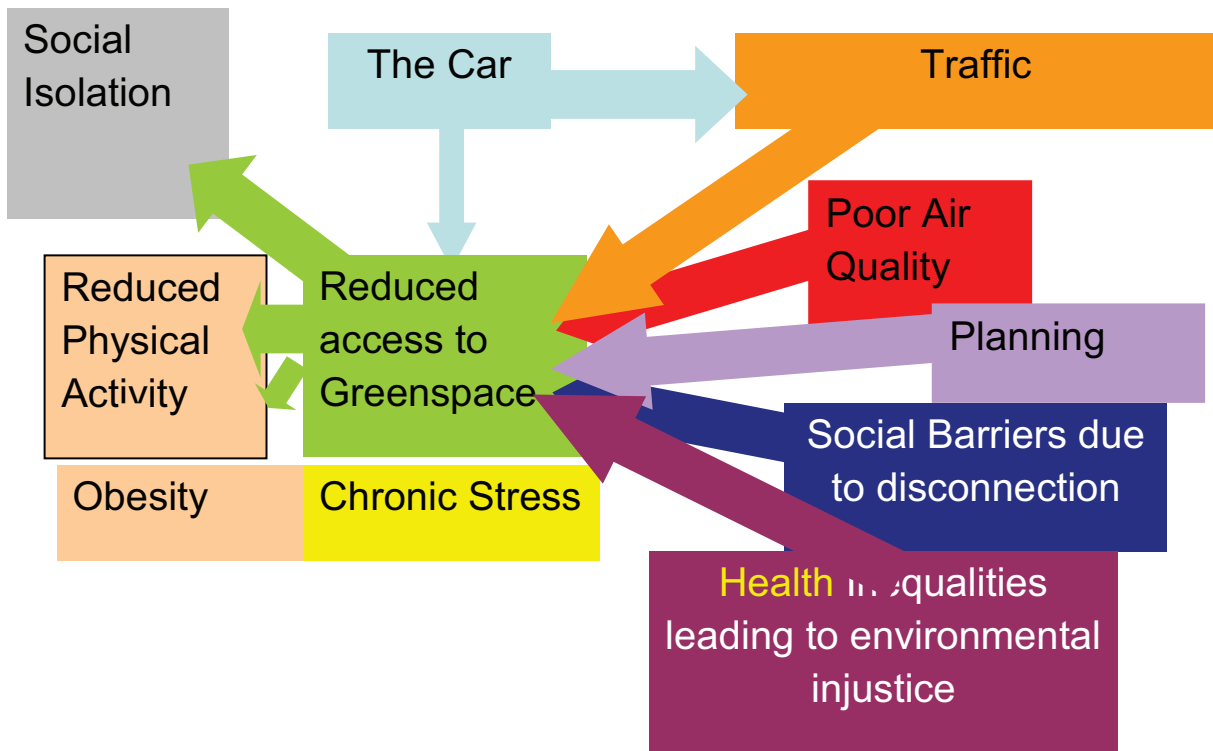 Social
Isolation
The Car
Traffic
Poor Air
Quality
Reduced
Physical
Activity
Reduced
access to
Greenspace
Planning
Social Barriers due
to disconnection
Obesity
Chronic Stress
Health inequalities
leading to environmental
injustice